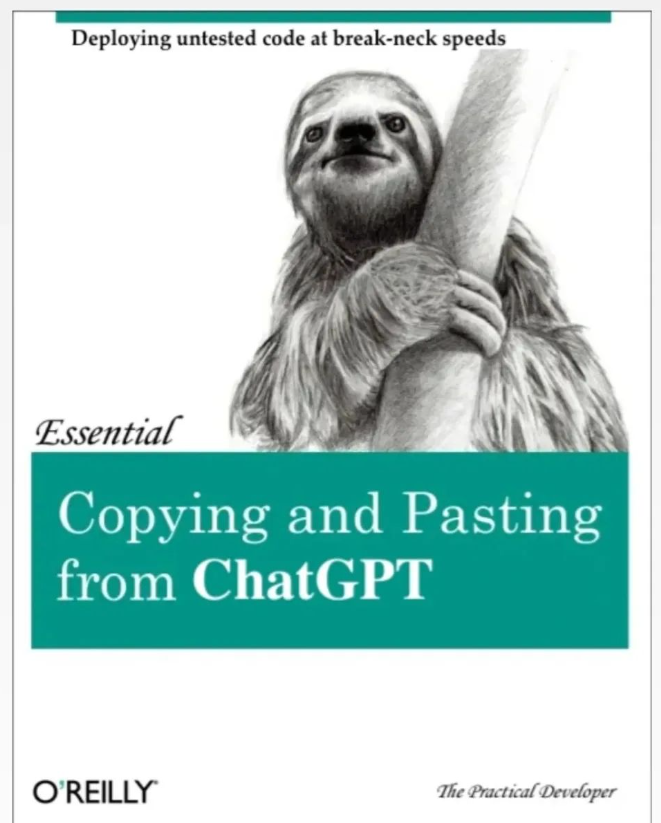 Deploying untested code at break-neck speeds
Essential
Copying and Pasting
from ChatGPT
O'REILLY®
The Practical Developer